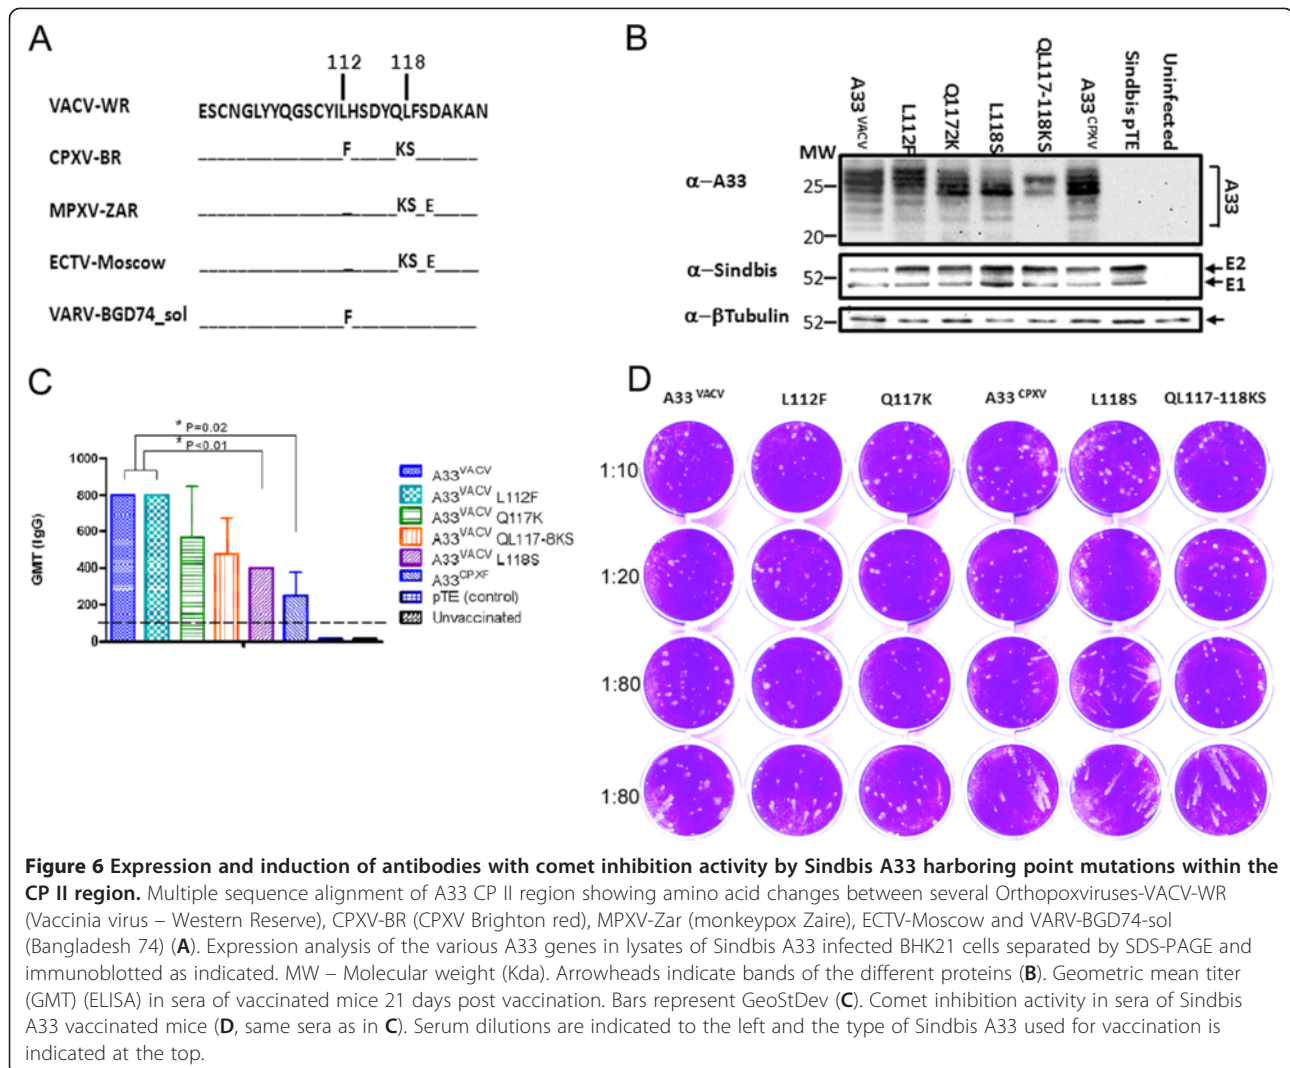 A
112 118
VACV-WR ESCNGLYYQGSCYILHSDYQLFSDAKAN
CPXV-BR ______________F____KS_______
MPXV-ZAR ______________ _____KS_E_____
ECTV-Moscow ______________ _____KS_E_____
VARV-BGD74_sol ______________F_____________
B
A33 VACV
L112F
Q1172K
L118S
QL117-118KS
A33 CPXV
Sindbis pTE
Uninfected
MW
α-A33
25
20
A33
α-Sindbis
52
E2
E1
α-βTubulin
52
C
* P=0.02
* P<0.01
GMT (IgG)
1000
800
600
400
200
0
A33VACV
A33VACV L112F
A33VACV Q117K
A33VACV QL117-8KS
A33VACV L118S
A33CPXF
pTE (control)
Unvaccinated
D
A33 VACV L112F Q117K A33 CPXV L118S QL117-118KS
1:10
1:20
1:80
1:80
Figure 6 Expression and induction of antibodies with comet inhibition activity by Sindbis A33 harboring point mutations within the
CP II region. Multiple sequence alignment of A33 CP II region showing amino acid changes between several Orthopoxviruses-VACV-WR
(Vaccinia virus – Western Reserve), CPXV-BR (CPXV Brighton red), MPXV-Zar (monkeypox Zaire), ECTV-Moscow and VARV-BGD74-sol
(Bangladesh 74) (A). Expression analysis of the various A33 genes in lysates of Sindbis A33 infected BHK21 cells separated by SDS-PAGE and
immunoblotted as indicated. MW – Molecular weight (Kda). Arrowheads indicate bands of the different proteins (B). Geometric mean titer
(GMT) (ELISA) in sera of vaccinated mice 21 days post vaccination. Bars represent GeoStDev (C). Comet inhibition activity in sera of Sindbis
A33 vaccinated mice (D, same sera as in C). Serum dilutions are indicated to the left and the type of Sindbis A33 used for vaccination is
indicated at the top.